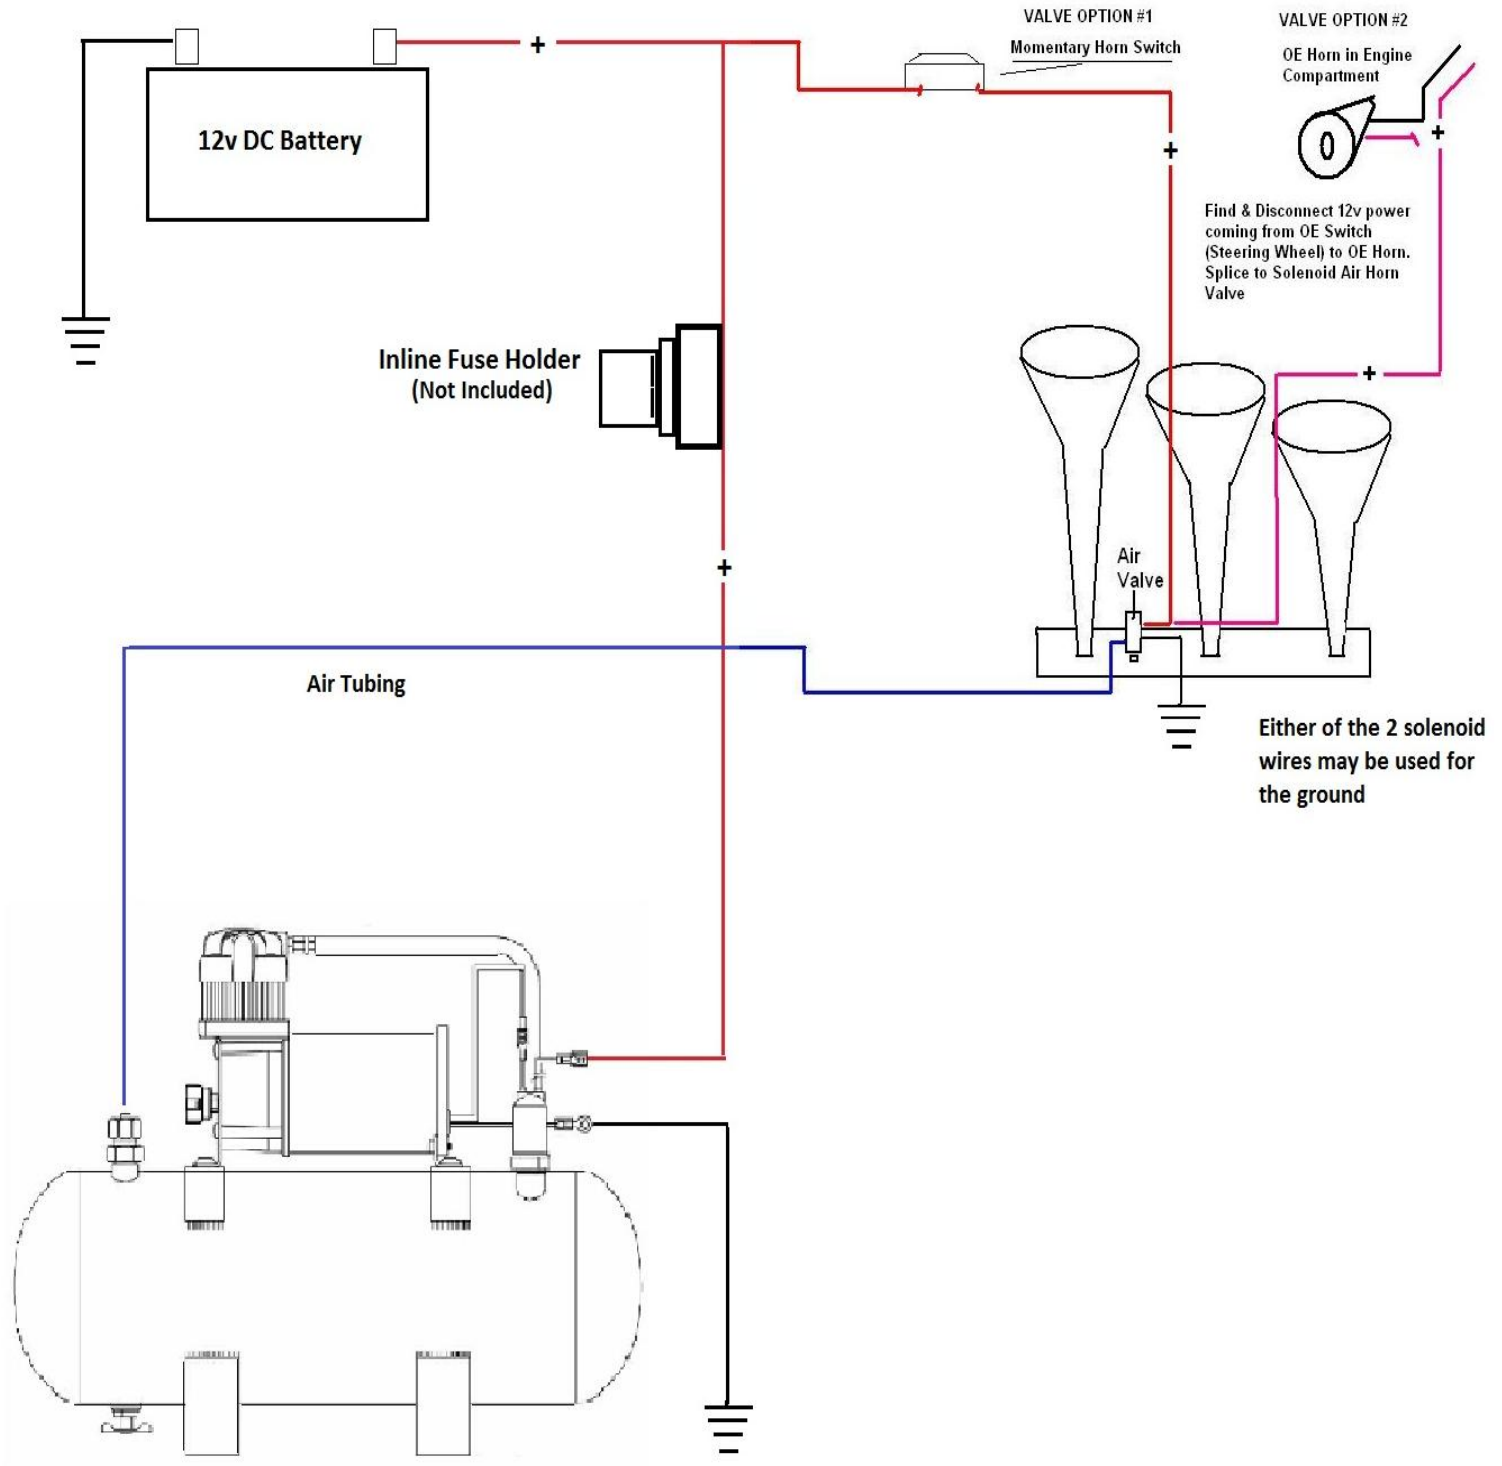 VALVE OPTION #1
Momentary Horn Switch
VALVE OPTION #2
OE Horn in Engine
Compartment
+
12v DC Battery
+
+
Find & Disconnect 12v power
coming from OE Switch
(Steering Wheel) to OE Horn.
Splice to Solenoid Air Horn
Valve
Inline Fuse Holder
(Not Included)
+
+
Air
Valve
Air Tubing
Either of the 2 solenoid
wires may be used for
the ground